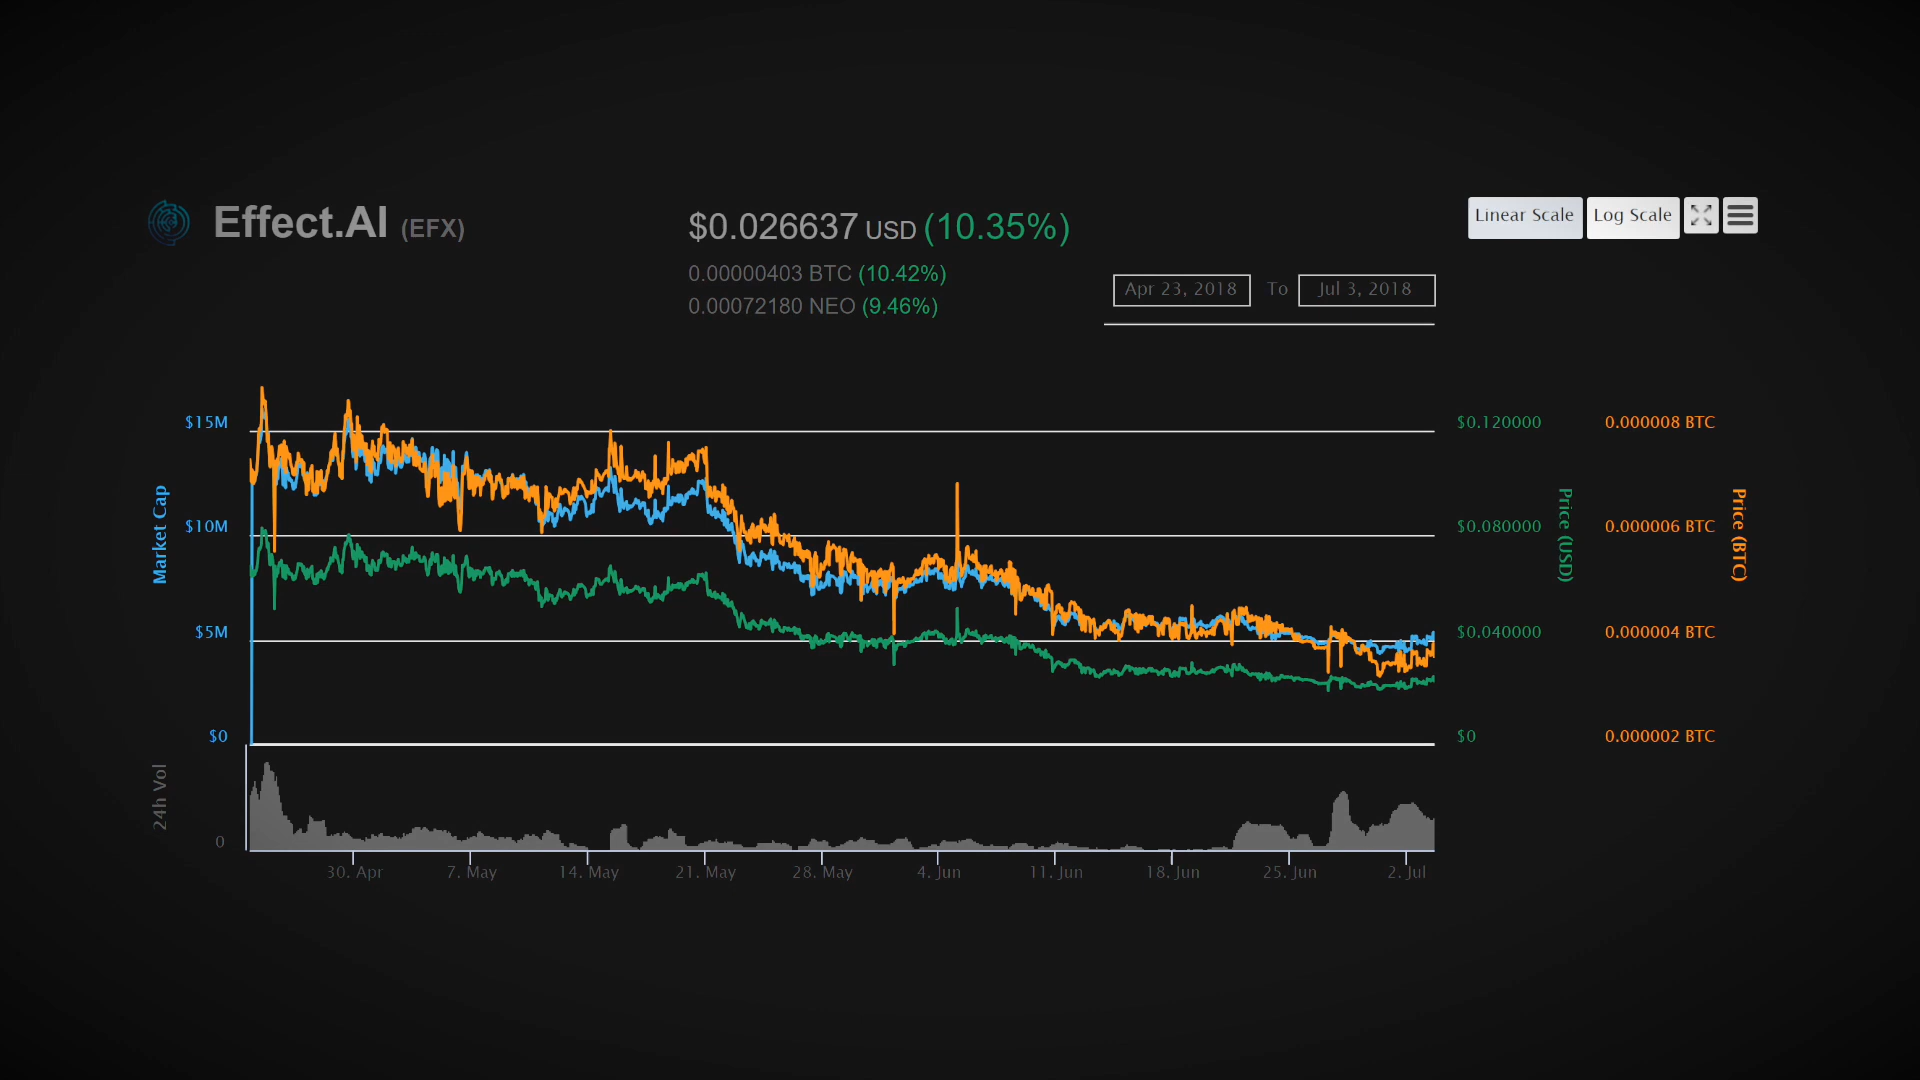 Effect.AI (EFX)
$0.026637 USD (10.35%)
0.00000403 BTC (10.42%)
0.00072180 NEO (9.46%)
Linear Scale
Log Scale
Apr 23, 2018 To Jul 3, 2018
Market Cap
$15M
$10M
$5M
$0
$0.120000
$0.080000
$0.040000
$0
Price (USD)
0.000008 BTC
0.000006 BTC
0.000004 BTC
0.000002 BTC
Price (BTC)
24h Vol
0
30. Apr
7. May
14. May
21. May
28. May
4. Jun
11. Jun
18. Jun
25. Jun
2. Jul